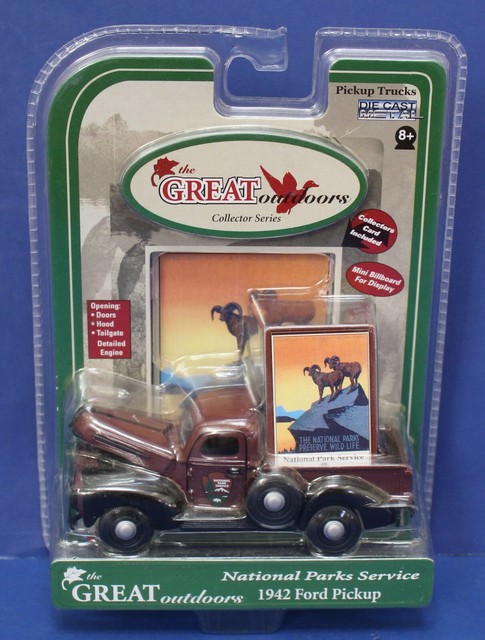 Pickup Trucks
DIE CAST
METAL
8+
the
GREAT outdoors
Collector Series
Collectors
Card
Included
Mini Billboard
For Display
Opening:
• Doors
• Hood
• Tailgate
Detailed
Engine
THE NATIONAL PARKS
PRESERVE WILD LIFE
National Park Service
the
GREAT outdoors
National Parks Service
1942 Ford Pickup